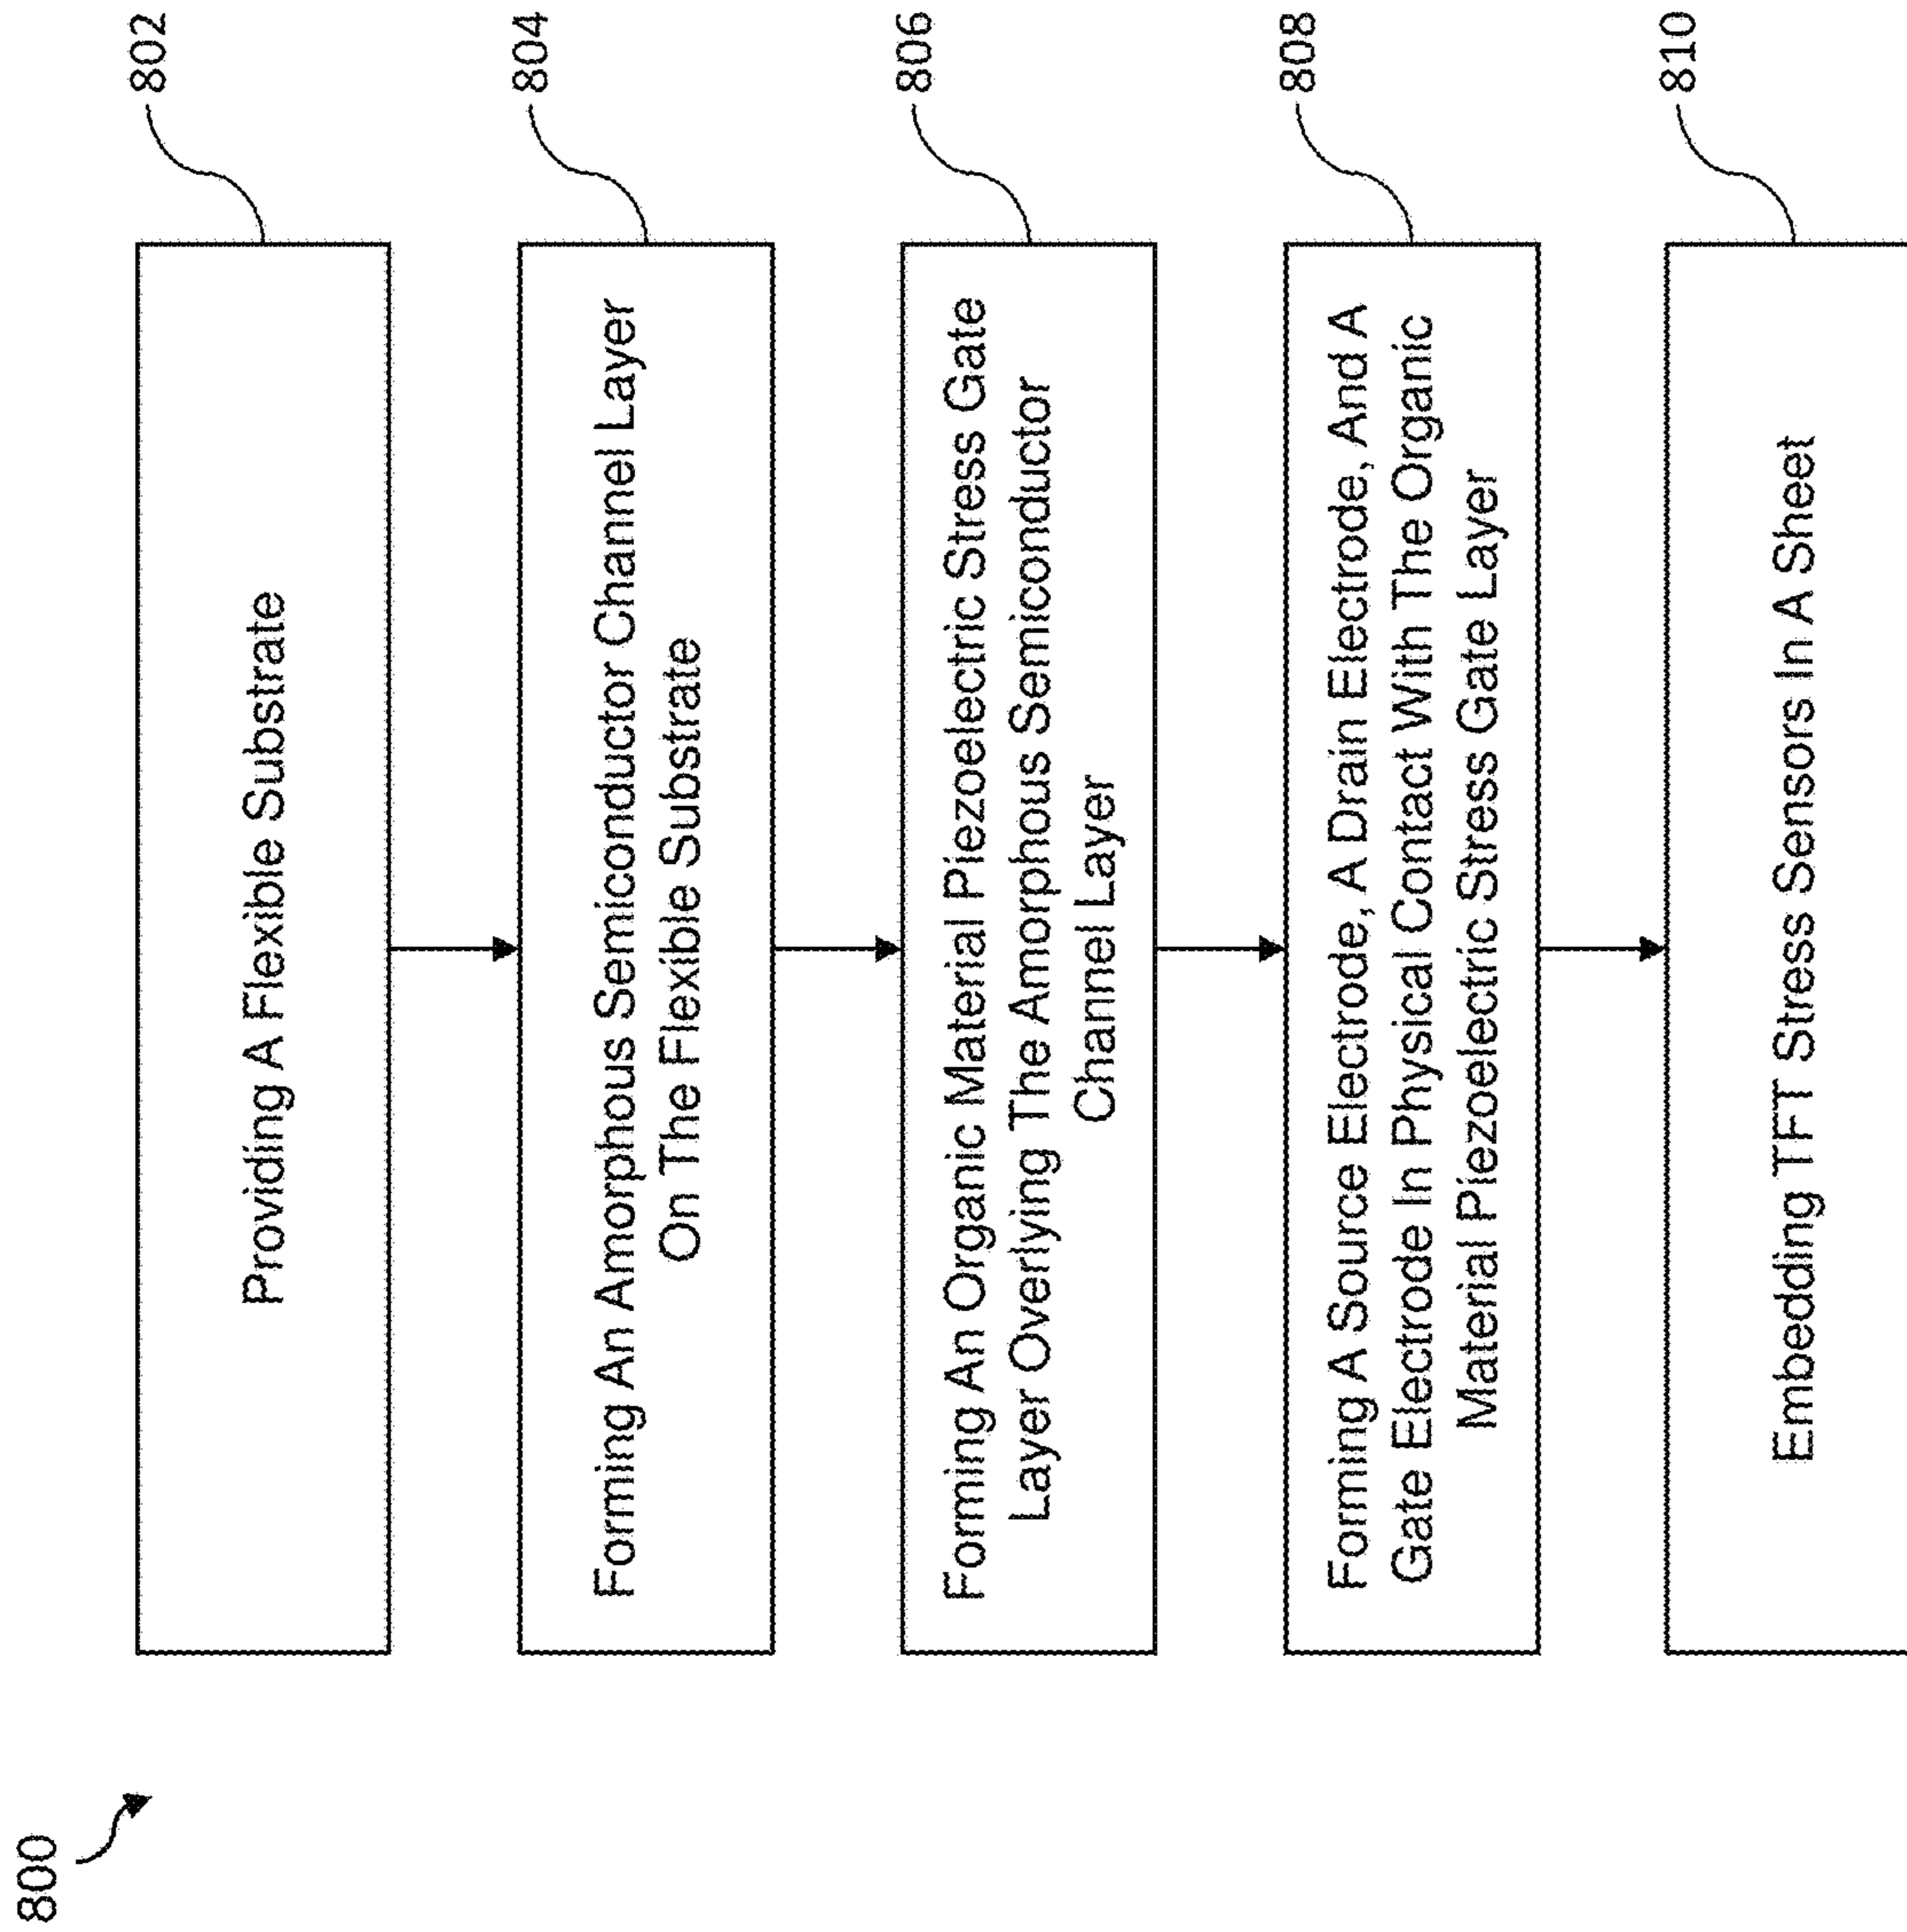 800
802
Providing A Flexible Substrate
804
Forming An Amorphous Semiconductor Channel Layer
On The Flexible Substrate
806
Forming An Organic Material Piezoelectric Stress Gate
Layer Overlying The Amorphous Semiconductor
Channel Layer
808
Forming A Source Electrode, A Drain Electrode, And A
Gate Electrode In Physical Contact With The Organic
Material Piezoelectric Stress Gate Layer
810
Embedding TFT Stress Sensors In A Sheet